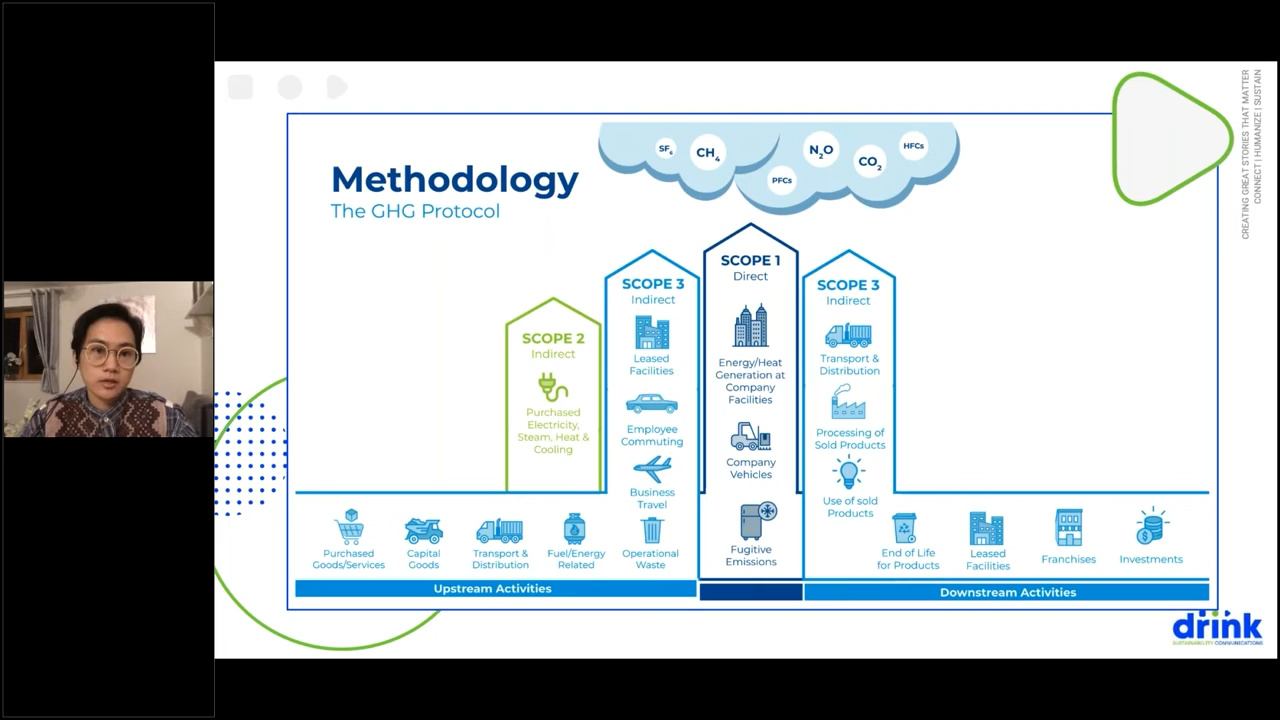 CREATING GREAT STORIES THAT MATTER
CONNECT | HUMANIZE | SUSTAIN
Methodology
The GHG Protocol
SF6
CH4
PFCs
N2O
CO2
HFCs
SCOPE 2
Indirect
Purchased
Electricity,
Steam, Heat &
Cooling
SCOPE 3
Indirect
Leased
Facilities
Employee
Commuting
Business
Travel
Operational
Waste
SCOPE 1
Direct
Energy/Heat
Generation at
Company
Facilities
Company
Vehicles
Fugitive
Emissions
SCOPE 3
Indirect
Transport &
Distribution
Processing of
Sold Products
Use of sold
Products
Purchased
Goods/Services
Capital
Goods
Transport &
Distribution
Fuel/Energy
Related
End of Life
for Products
Leased
Facilities
Franchises
Investments
Upstream Activities
Downstream Activities
drink
SUSTAINABILITY COMMUNICATIONS